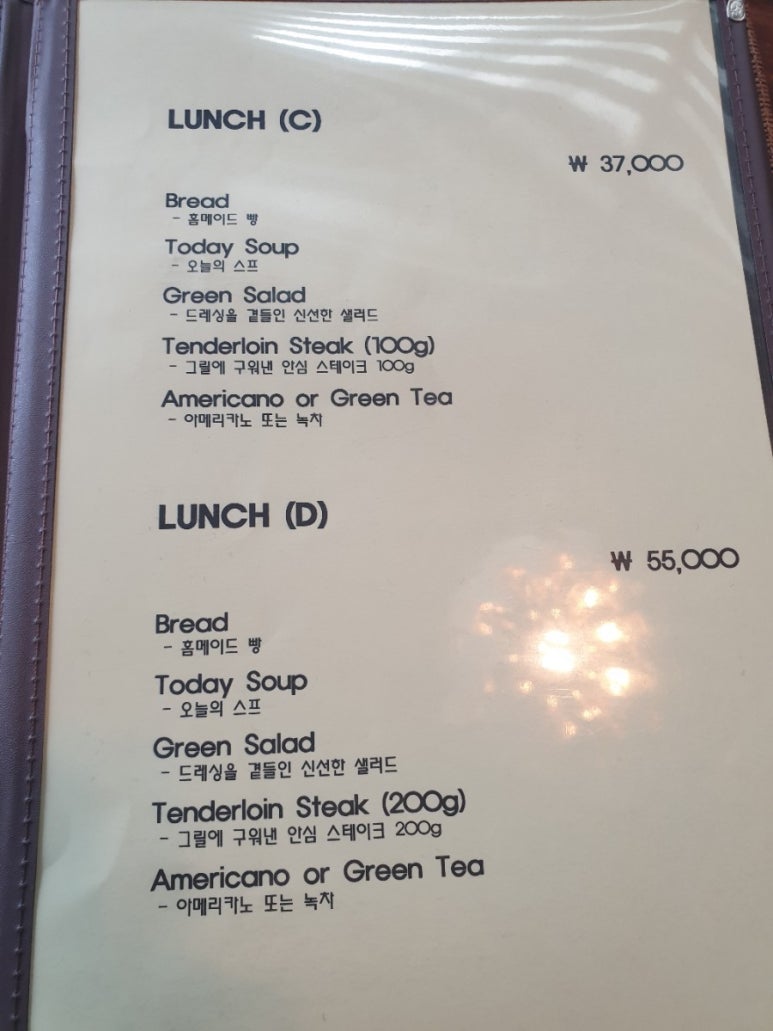 LUNCH (C)
₩ 37,000
Bread
- 홈메이드 빵
Today Soup
- 오늘의 스프
Green Salad
- 드레싱을 곁들인 신선한 샐러드
Tenderloin Steak (100g)
- 그릴에 구워낸 안심 스테이크 100g
Americano or Green Tea
- 아메리카노 또는 녹차
LUNCH (D)
₩ 55,000
Bread
- 홈메이드 빵
Today Soup
- 오늘의 스프
Green Salad
- 드레싱을 곁들인 신선한 샐러드
Tenderloin Steak (200g)
- 그릴에 구워낸 안심 스테이크 200g
Americano or Green Tea
- 아메리카노 또는 녹차